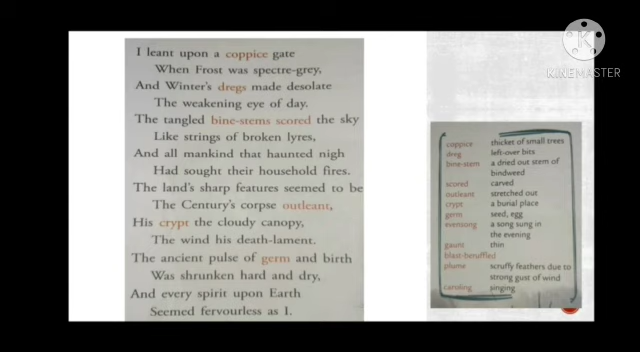 I leant upon a coppice gate
When Frost was spectre-grey,
And Winter's dregs made desolate
The weakening eye of day.
The tangled bine-stems scored the sky
Like strings of broken lyres,
And all mankind that haunted nigh
Had sought their household fires.
The land's sharp features seemed to be
The Century's corpse outleant,
His crypt the cloudy canopy,
The wind his death-lament.
The ancient pulse of germ and birth
Was shrunken hard and dry,
And every spirit upon Earth
Seemed fervourless as I.
KINEMASTER
coppice thicket of small trees
dreg left-over bits
bine-stem a dried out stem of
bindweed
scored carved
outleant stretched out
crypt a burial place
germ seed, egg
evensong a song sung in
the evening
gaunt thin
blast-beruffled
plume scruffy feathers due to
strong gust of wind
caroling singing